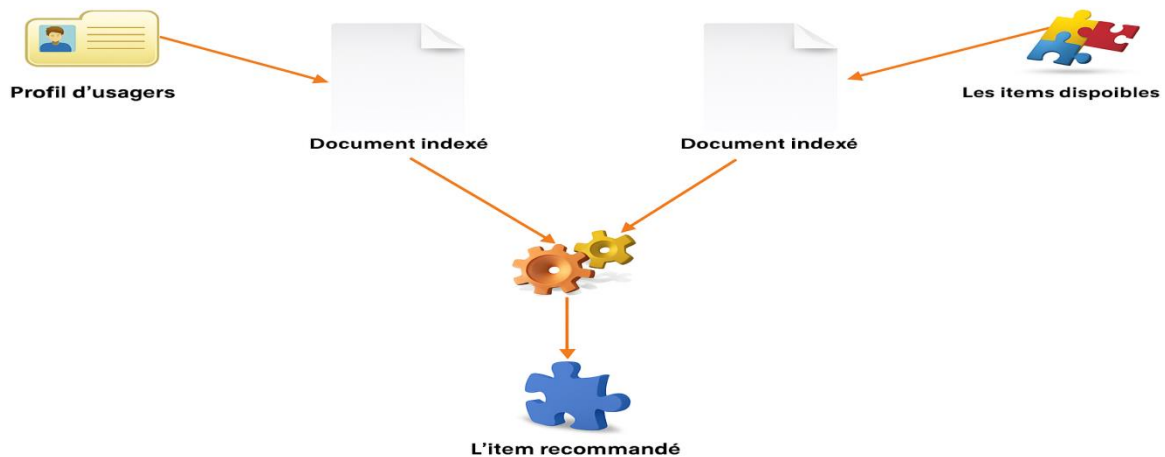 Profil d'usagers
Les items dispoibles
Document indexé
Document indexé
L'item recommandé